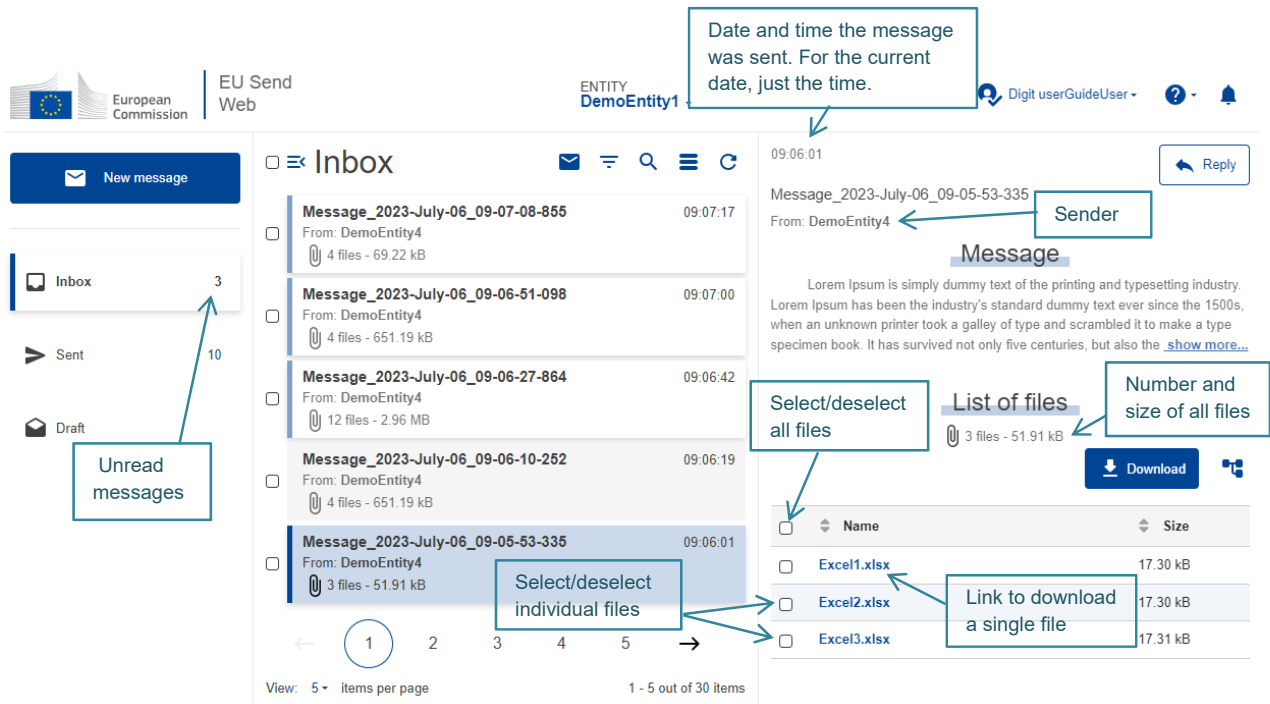 Date and time the message
was sent. For the current
date, just the time.
European
Commission
EU Send
Web
ENTITY
DemoEntity1
Digit userGuideUser
New message
Inbox 3
Sent 10
Draft
Unread
messages
Inbox
Message_2023-July-06_09-07-08-855 09:07:17
From: DemoEntity4
4 files - 69.22 kB
Message_2023-July-06_09-06-51-098 09:07:00
From: DemoEntity4
4 files - 651.19 kB
Message_2023-July-06_09-06-27-864 09:06:42
From: DemoEntity4
12 files - 2.96 MB
Message_2023-July-06_09-06-10-252 09:06:19
From: DemoEntity4
4 files - 651.19 kB
Message_2023-July-06_09-05-53-335 09:06:01
From: DemoEntity4
3 files - 51.91 kB
Select/deselect
individual files
1 2 3 4 5
View: 5 items per page 1 - 5 out of 30 items
09:06:01
Reply
Message_2023-July-06_09-05-53-335
From: DemoEntity4
Sender
Message
Lorem Ipsum is simply dummy text of the printing and typesetting industry.
Lorem Ipsum has been the industry's standard dummy text ever since the 1500s,
when an unknown printer took a galley of type and scrambled it to make a type
specimen book. It has survived not only five centuries, but also the show more...
Select/deselect
all files
List of files
3 files - 51.91 kB
Number and
size of all files
Download
Name Size
Excel1.xlsx 17.30 kB
Excel2.xlsx 17.30 kB
Excel3.xlsx 17.31 kB
Link to download
a single file